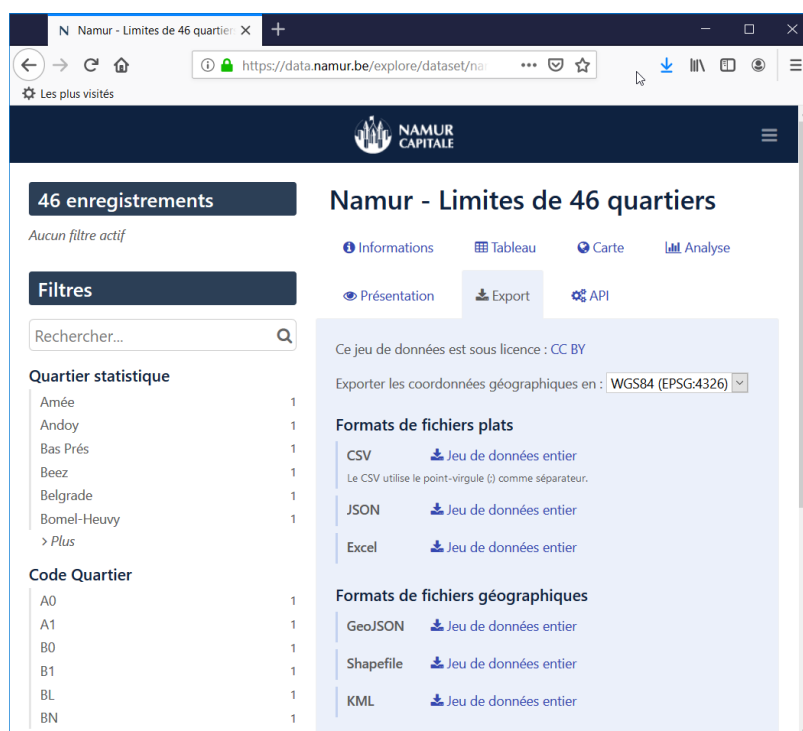 N Namur - Limites de 46 quartier
https://data.namur.be/explore/dataset/na
Les plus visités
NAMUR
CAPITALE
46 enregistrements
Aucun filtre actif
Filtres
Rechercher...
Quartier statistique
Amée 1
Andoy 1
Bas Prés 1
Beez 1
Belgrade 1
Bomel-Heuvy 1
> Plus
Code Quartier
A0 1
A1 1
B0 1
B1 1
BL 1
BN 1
Namur - Limites de 46 quartiers
Informations Tableau Carte Analyse
Présentation Export API
Ce jeu de données est sous licence : CC BY
Exporter les coordonnées géographiques en : WGS84 (EPSG:4326)
Formats de fichiers plats
CSV Jeu de données entier
Le CSV utilise le point-virgule (;) comme séparateur.
JSON Jeu de données entier
Excel Jeu de données entier
Formats de fichiers géographiques
GeoJSON Jeu de données entier
Shapefile Jeu de données entier
KML Jeu de données entier